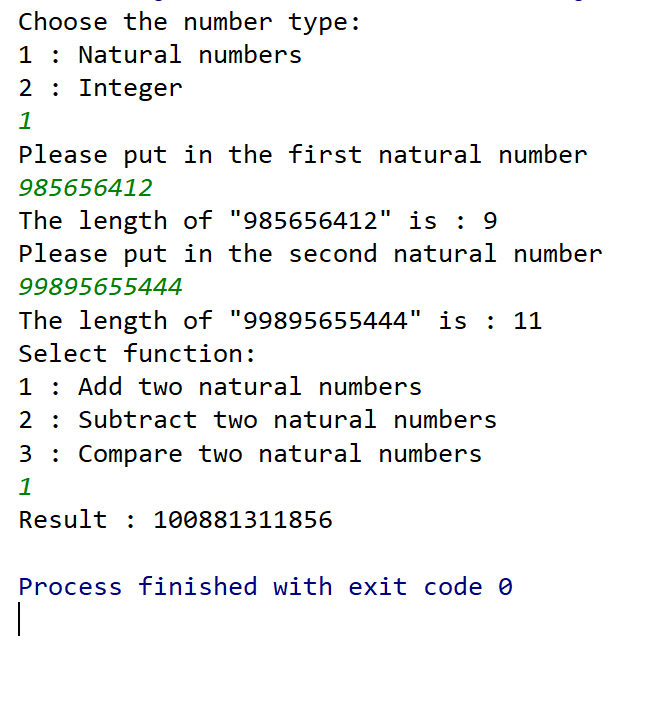 Choose the number type:
1 : Natural numbers
2 : Integer
1
Please put in the first natural number
985656412
The length of "985656412" is : 9
Please put in the second natural number
99895655444
The length of "99895655444" is : 11
Select function:
1 : Add two natural numbers
2 : Subtract two natural numbers
3 : Compare two natural numbers
1
Result : 100881311856
Process finished with exit code 0